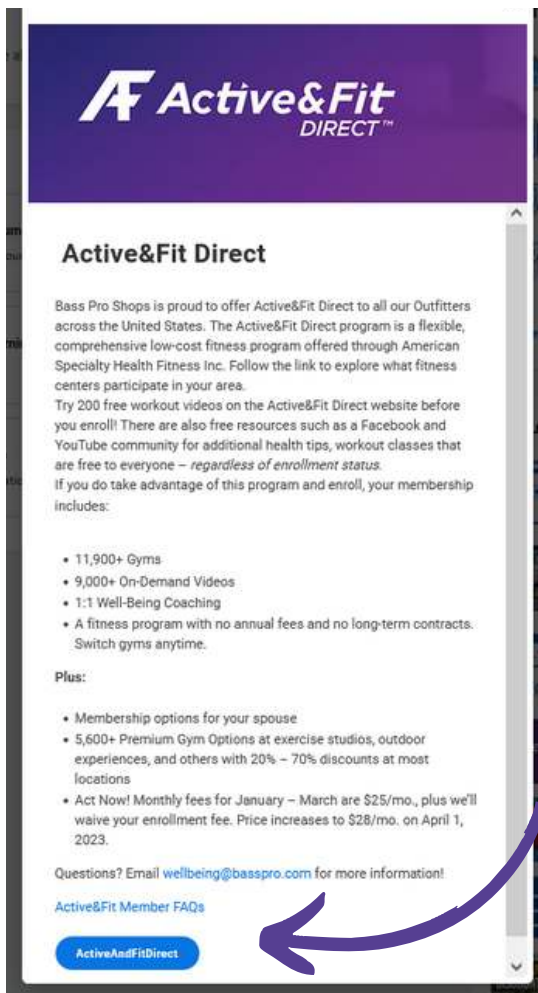 AF Active&Fit
DIRECT™
Active&Fit Direct
Bass Pro Shops is proud to offer Active&Fit Direct to all our Outfitters
across the United States. The Active&Fit Direct program is a flexible,
comprehensive low-cost fitness program offered through American
Specialty Health Fitness Inc. Follow the link to explore what fitness
centers participate in your area.
Try 200 free workout videos on the Active&Fit Direct website before
you enroll! There are also free resources such as a Facebook and
YouTube community for additional health tips, workout classes that
are free to everyone – regardless of enrollment status.
If you do take advantage of this program and enroll, your membership
includes:
• 11,900+ Gyms
• 9,000+ On-Demand Videos
• 1:1 Well-Being Coaching
• A fitness program with no annual fees and no long-term contracts.
Switch gyms anytime.
Plus:
• Membership options for your spouse
• 5,600+ Premium Gym Options at exercise studios, outdoor
experiences, and others with 20% – 70% discounts at most
locations
• Act Now! Monthly fees for January – March are $25/mo., plus we'll
waive your enrollment fee. Price increases to $28/mo. on April 1,
2023.
Questions? Email wellbeing@basspro.com for more information!
Active&Fit Member FAQs
ActiveAndFitDirect